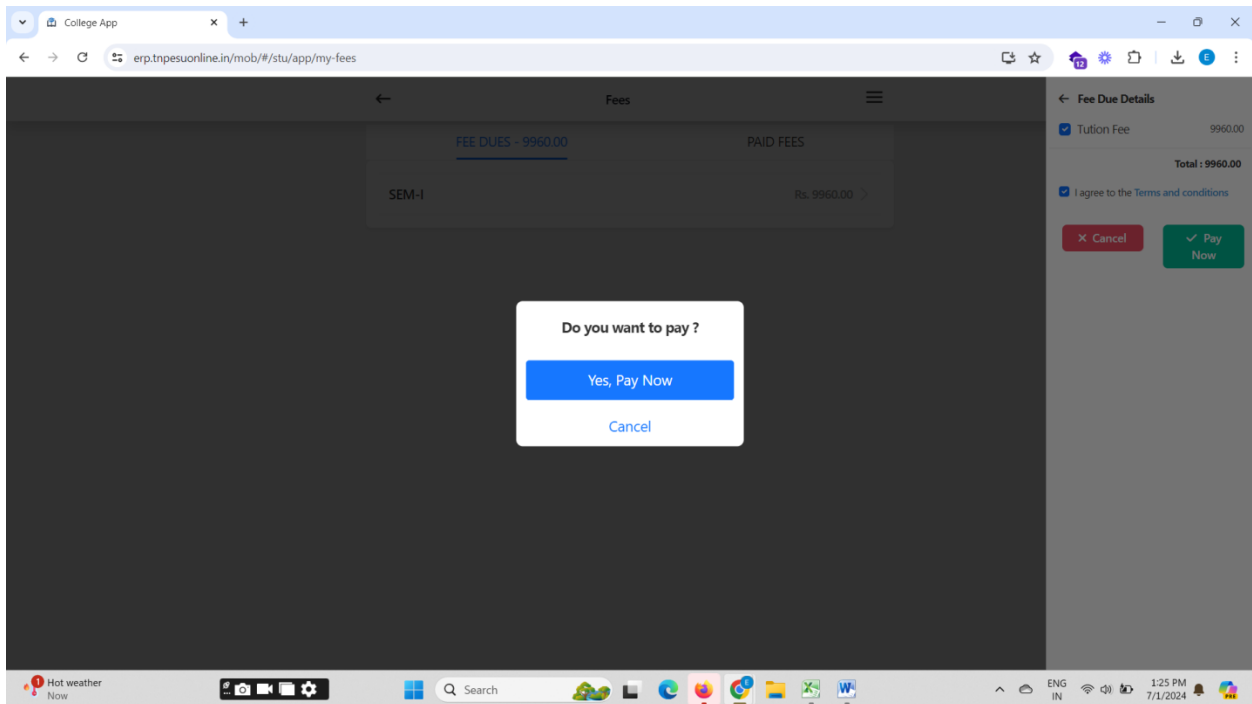 College App
erp.tnpesuonline.in/mob/#/stu/app/my-fees
12
E
Fees
FEE DUES - 9960.00
PAID FEES
SEM-I
Rs. 9960.00
Fee Due Details
Tution Fee
9960.00
Total : 9960.00
I agree to the Terms and conditions
Cancel
Pay
Now
Do you want to pay ?
Yes, Pay Now
Cancel
1
Hot weather
Now
Search
E
W
ENG
IN
1:25 PM
7/1/2024